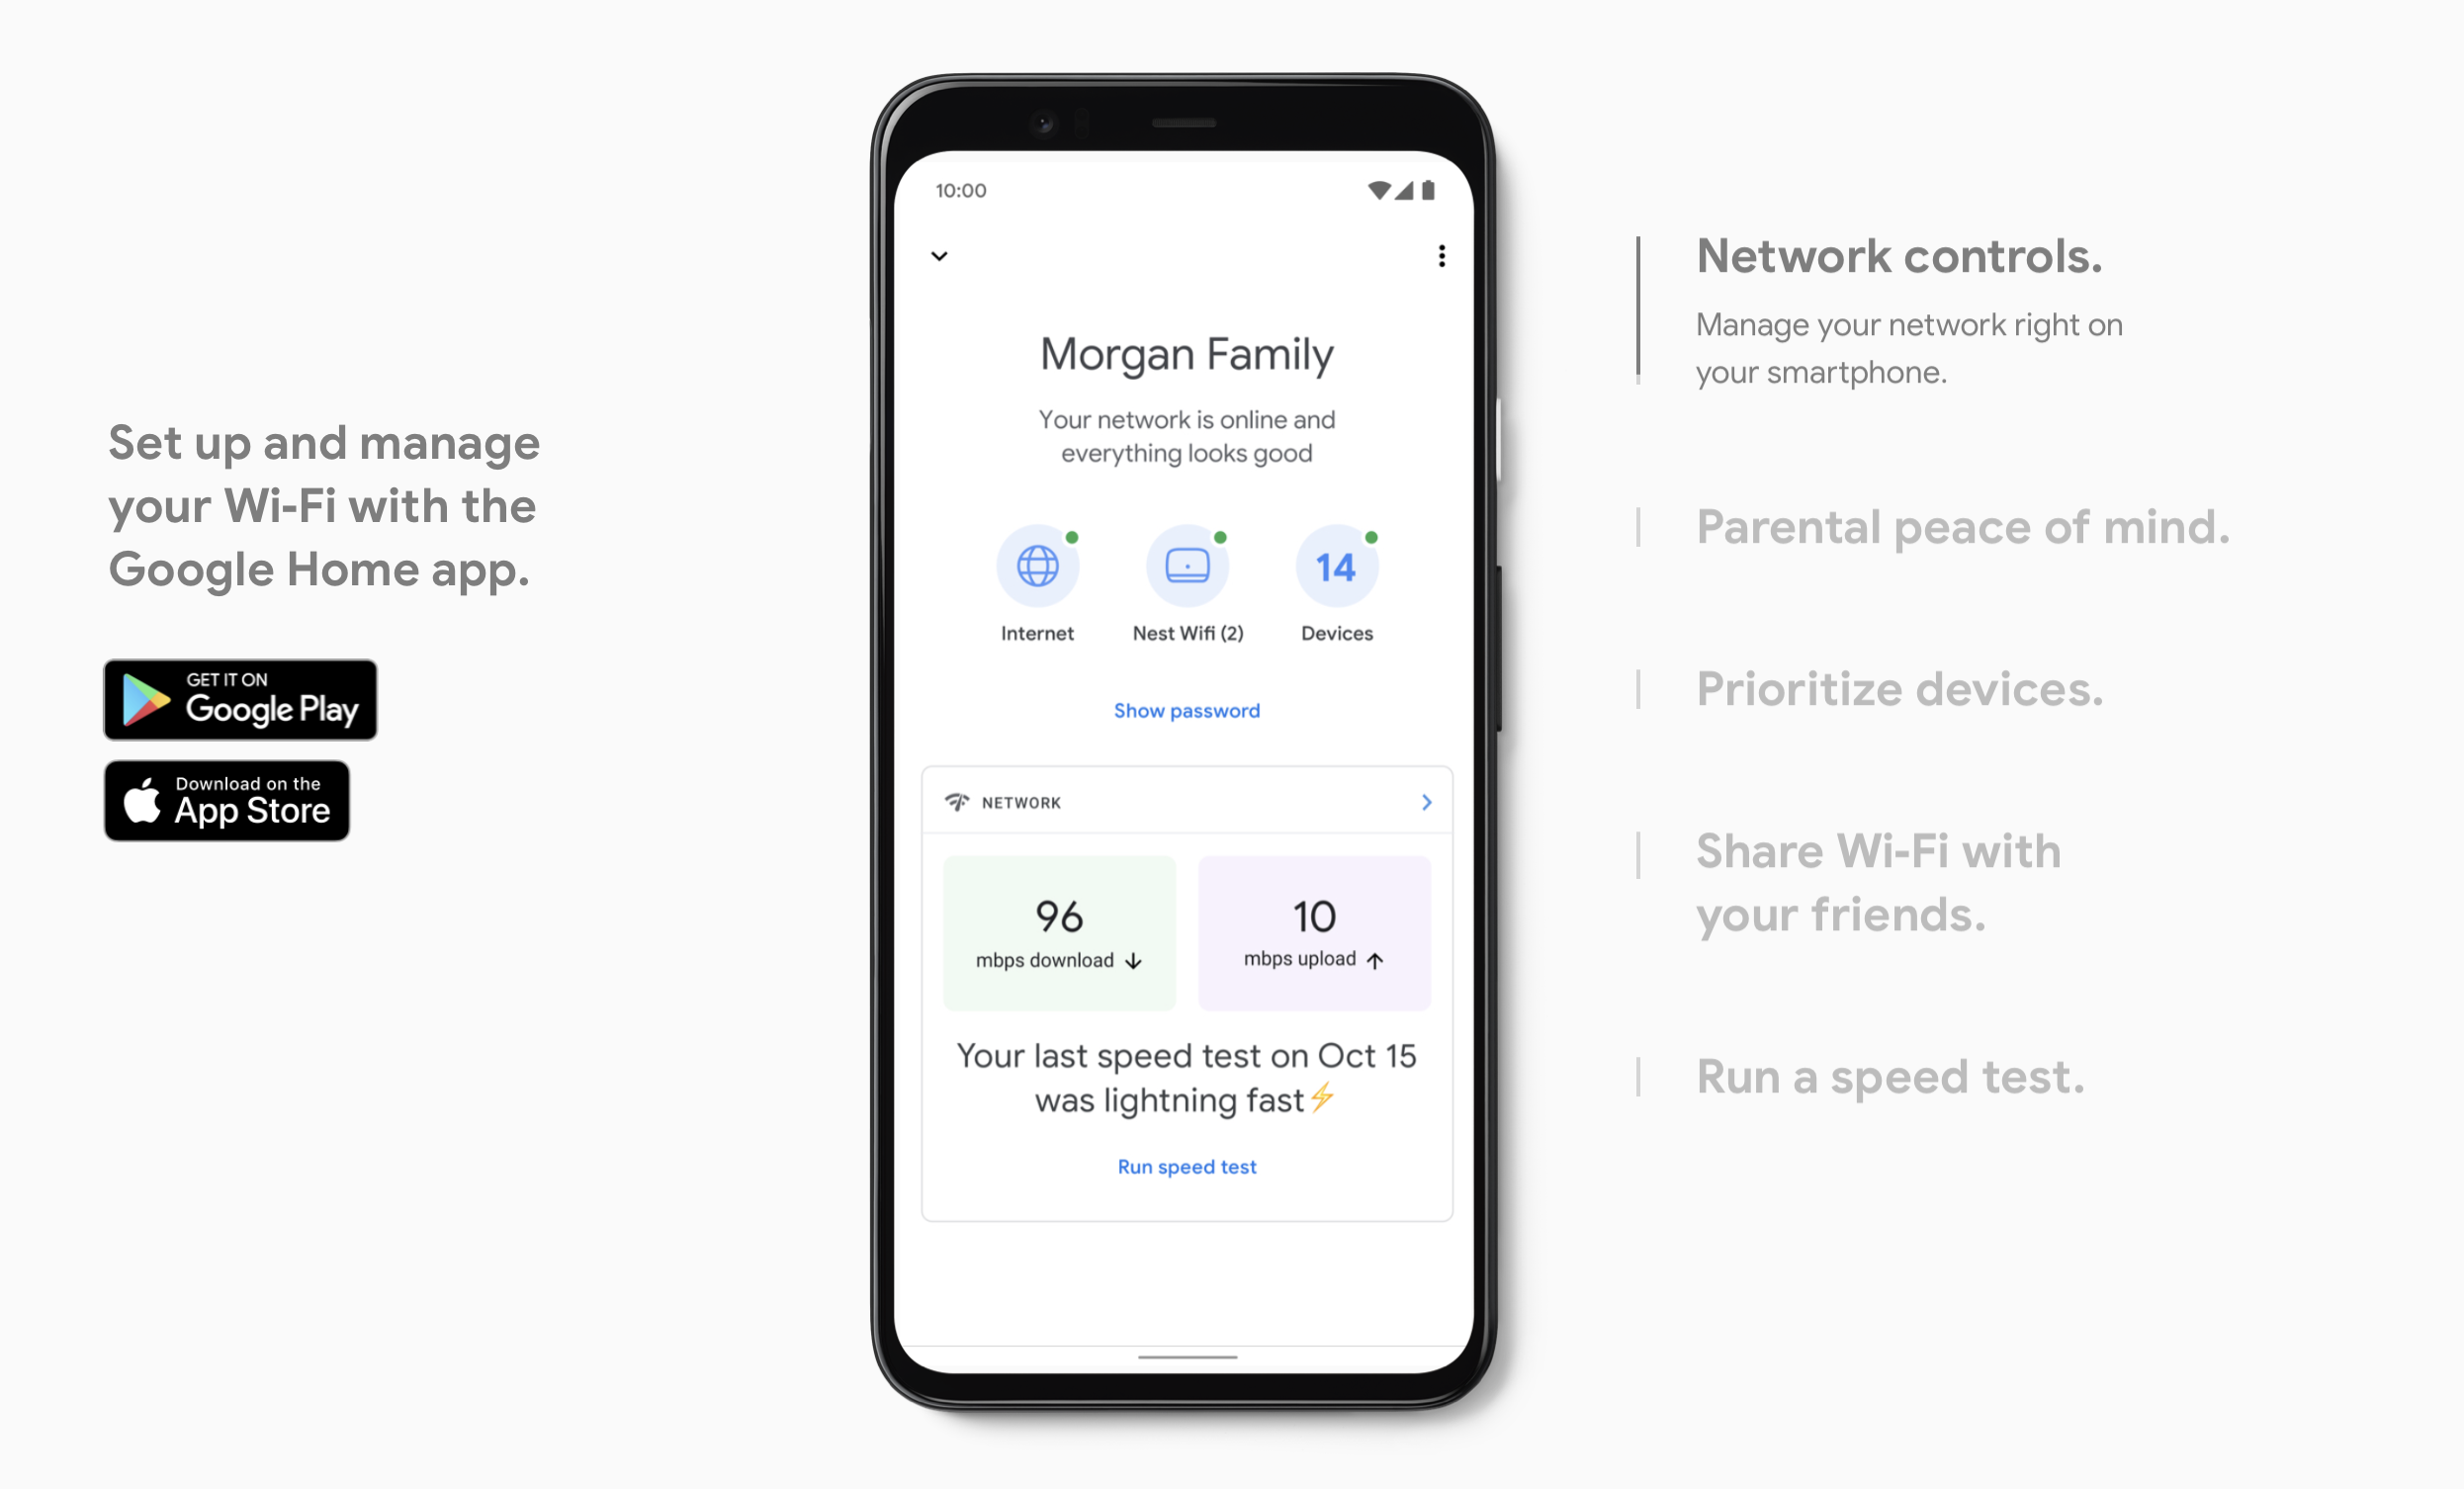 Set up and manage
your Wi-Fi with the
Google Home app.
GET IT ON
Google Play
Download on the
App Store
10:00
Morgan Family
Your network is online and
everything looks good
14
Internet
Nest Wifi (2)
Devices
Show password
NETWORK
96
mbps download ↓
10
mbps upload ↑
Your last speed test on Oct 15
was lightning fast⚡
Run speed test
Network controls.
Manage your network right on
your smartphone.
Parental peace of mind.
Prioritize devices.
Share Wi-Fi with
your friends.
Run a speed test.